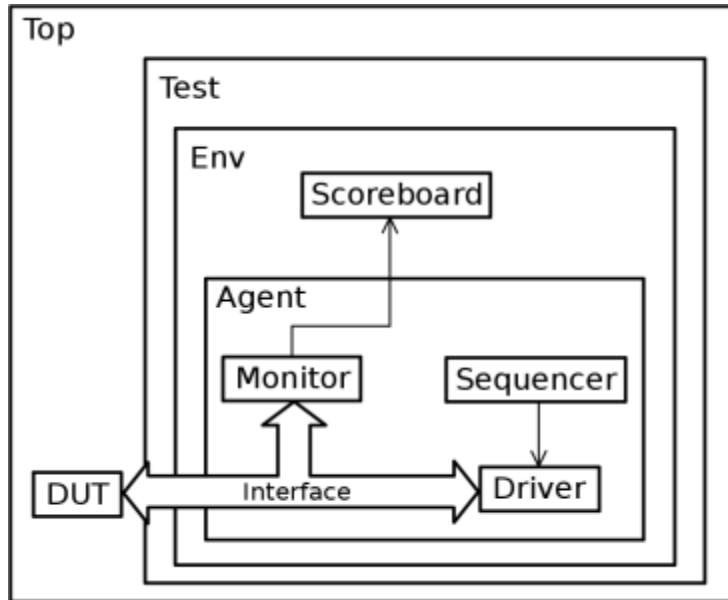 Top
Test
Env
Scoreboard
Agent
Monitor
Sequencer
DUT
Interface
Driver